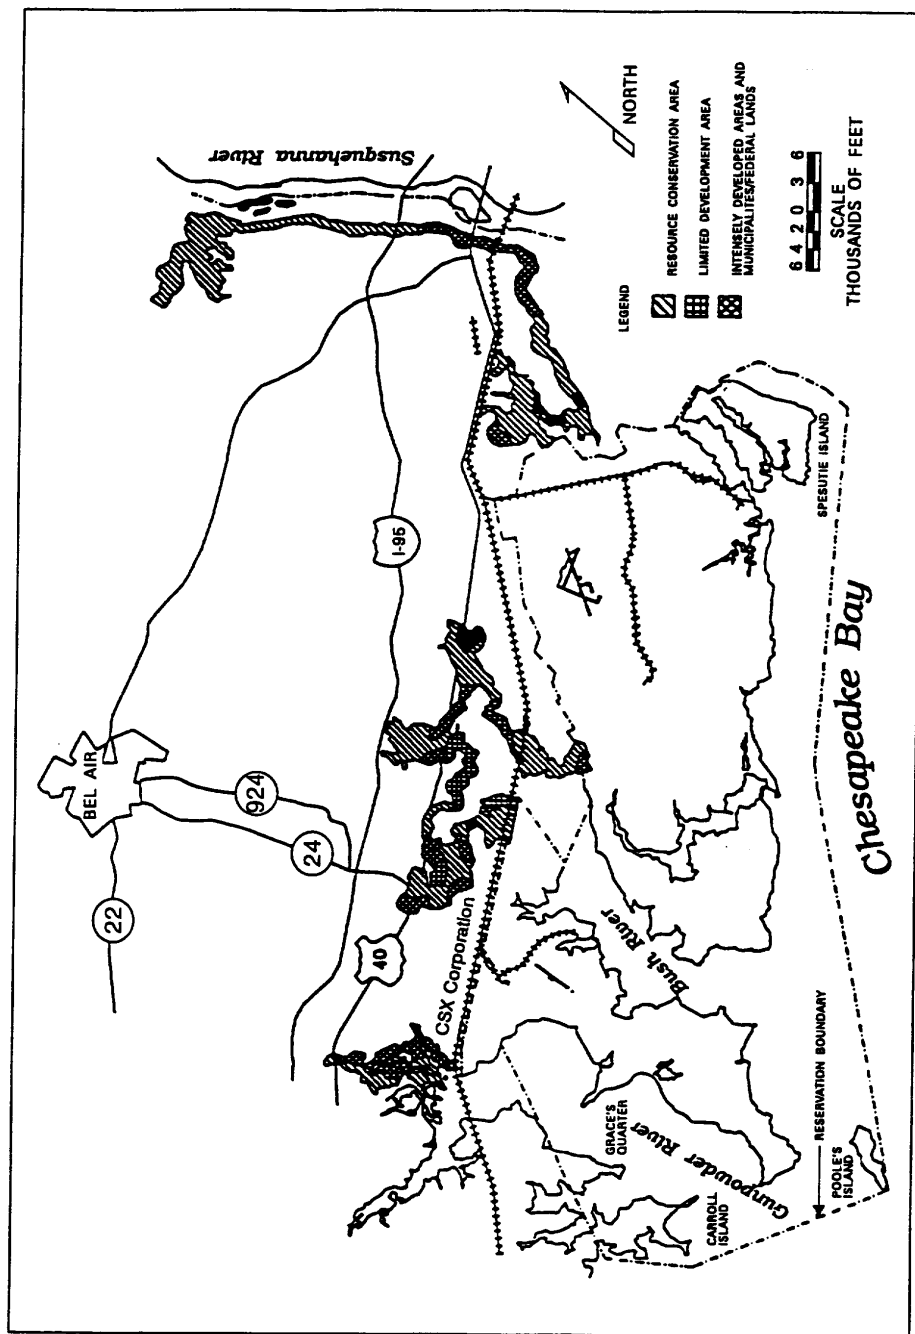 BEL AIR
22
24
924
I-95
40
CSX Corporation
Susquehanna River
Bush River
Gunpowder River
GRACE'S
QUARTER
CARROLL
ISLAND
POOLE'S
ISLAND
RESERVATION BOUNDARY
SPESUTIE ISLAND
Chesapeake Bay
NORTH
LEGEND
RESOURCE CONSERVATION AREA
LIMITED DEVELOPMENT AREA
INTENSELY DEVELOPED AREAS AND
MUNICIPALITES/FEDERAL LANDS
6 4 2 0 3 6
SCALE
THOUSANDS OF FEET